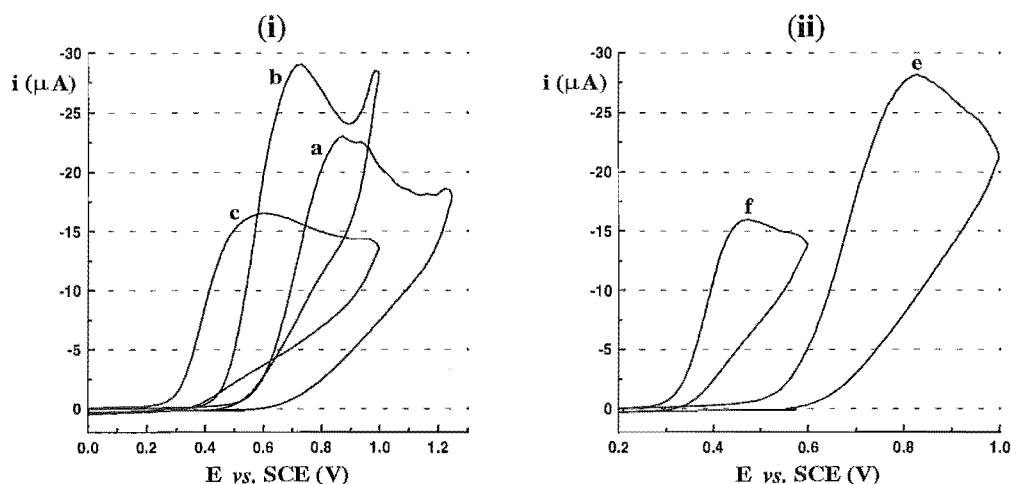 (i)
-30
i (μA)
-25
-20
-15
-10
-5
0
b
a
c
0.0 0.2 0.4 0.6 0.8 1.0 1.2
E vs. SCE (V)
(ii)
-30
i (μA)
-25
-20
-15
-10
-5
0
e
f
0.2 0.4 0.6 0.8 1.0
E vs. SCE (V)